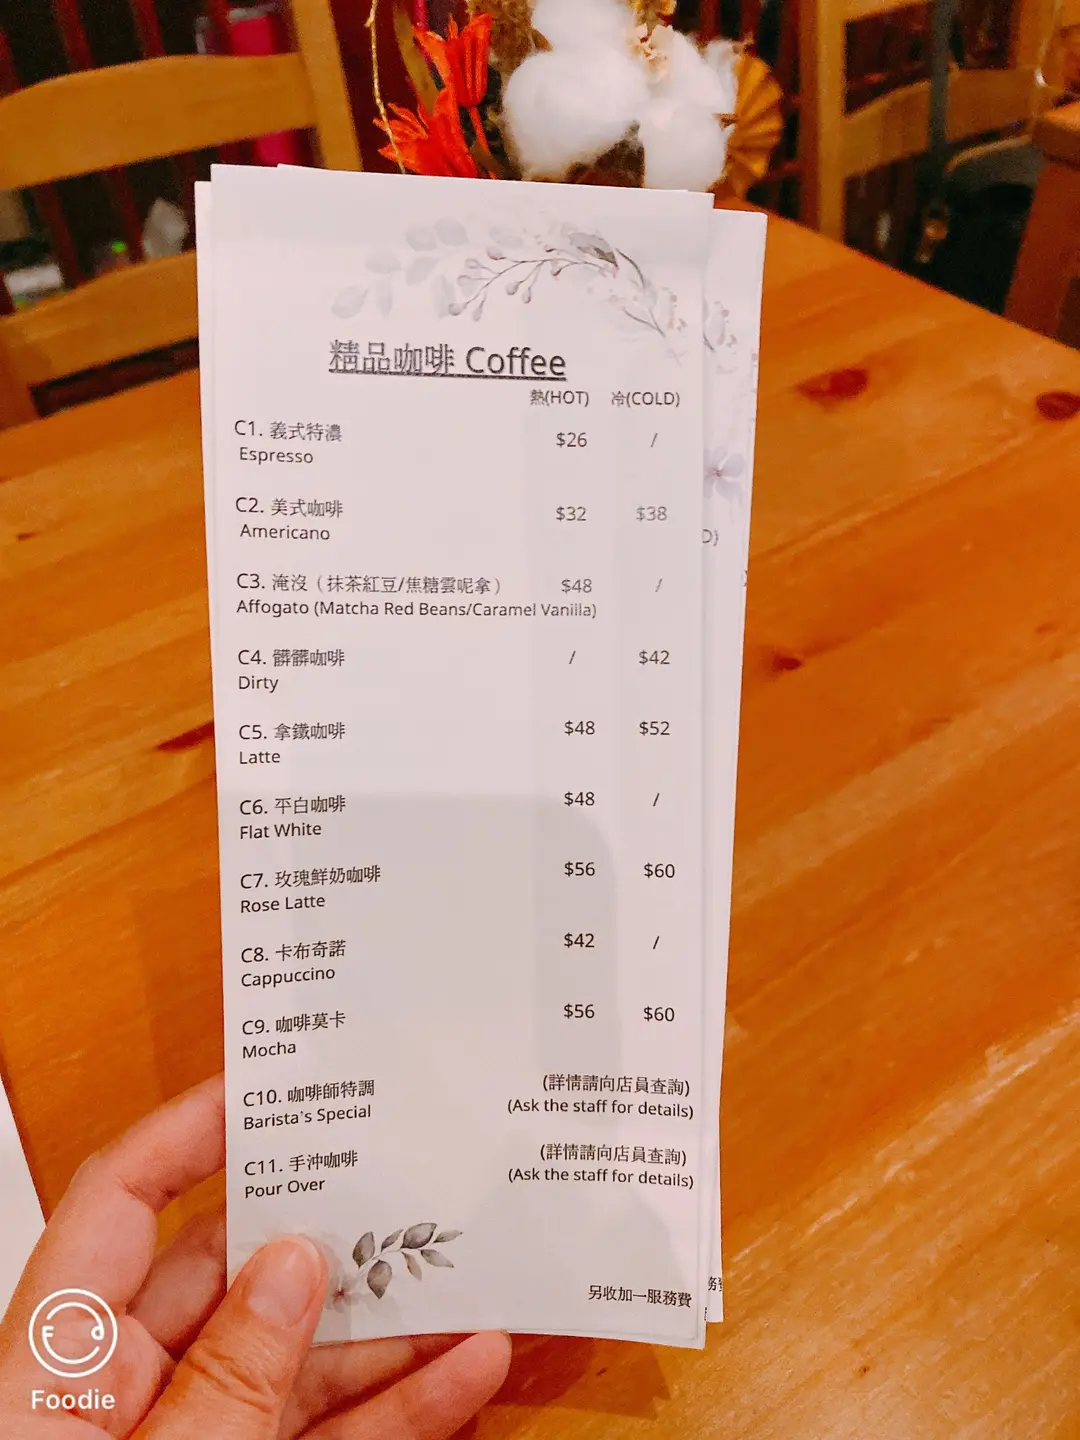 精品咖啡 Coffee
熱(HOT) 冷(COLD)
C1. 義式特濃 $26 /
Espresso
C2. 美式咖啡 $32 $38
Americano
C3. 淹沒（抹茶紅豆/焦糖雲呢拿） $48 /
Affogato (Matcha Red Beans/Caramel Vanilla)
C4. 髒髒咖啡 / $42
Dirty
C5. 拿鐵咖啡 $48 $52
Latte
C6. 平白咖啡 $48 /
Flat White
C7. 玫瑰鮮奶咖啡 $56 $60
Rose Latte
C8. 卡布奇諾 $42 /
Cappuccino
C9. 咖啡莫卡 $56 $60
Mocha
C10. 咖啡師特調 (詳情請向店員查詢)
Barista's Special (Ask the staff for details)
C11. 手沖咖啡 (詳情請向店員查詢)
Pour Over (Ask the staff for details)
另收加一服務費
D)
Foodie